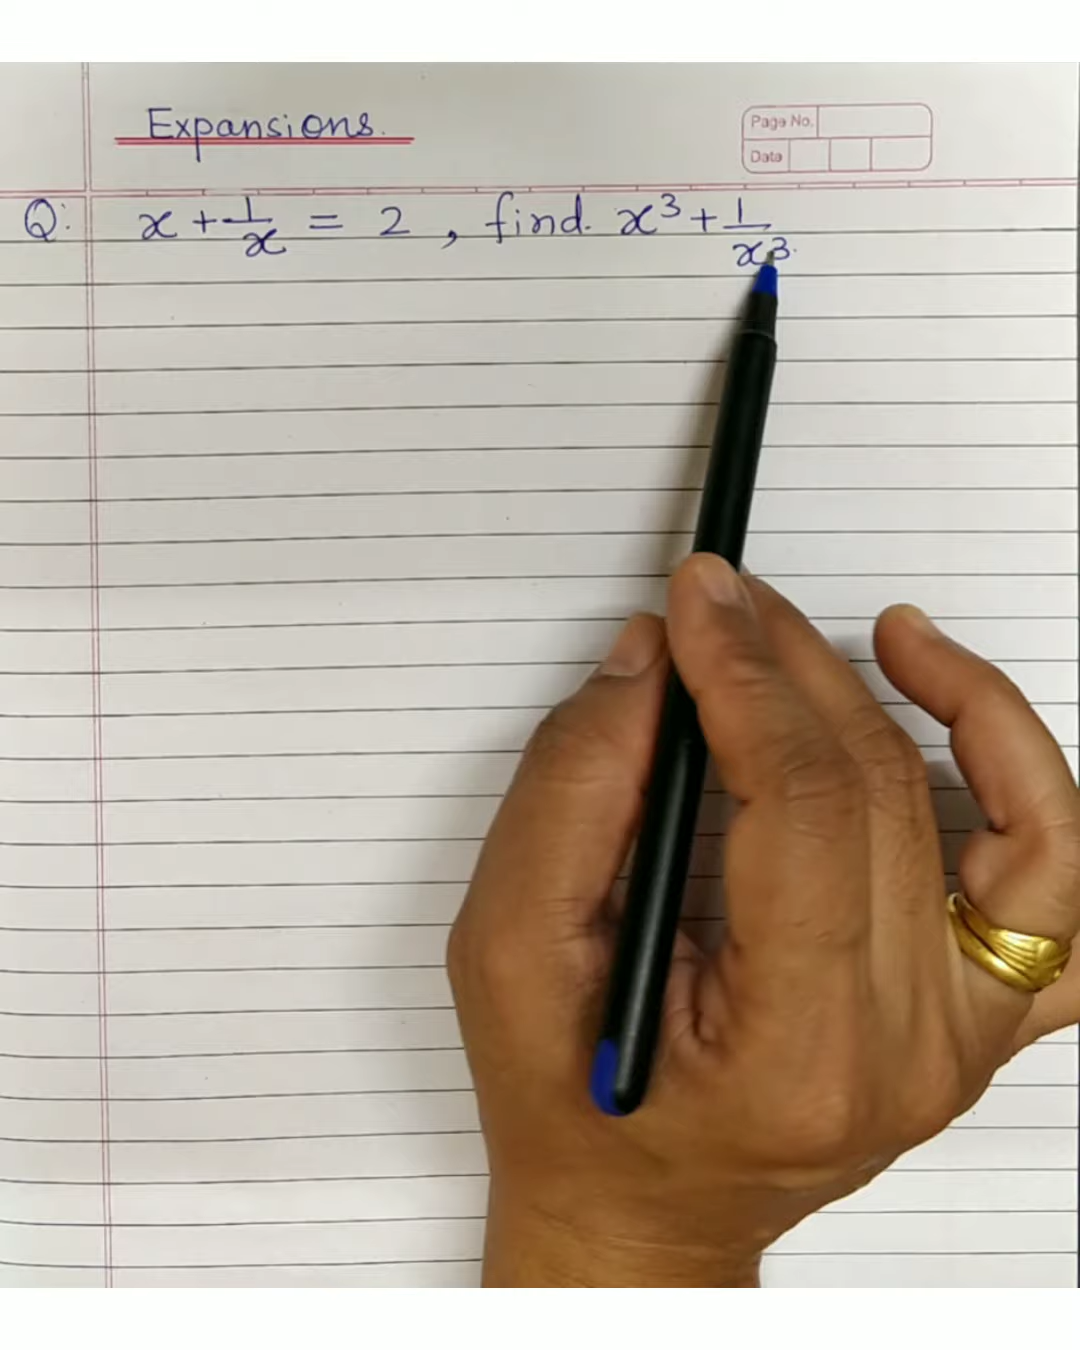 Expansions.
Page No.
Date
Q: x + 1/x = 2 , find. x³ + 1/x³.